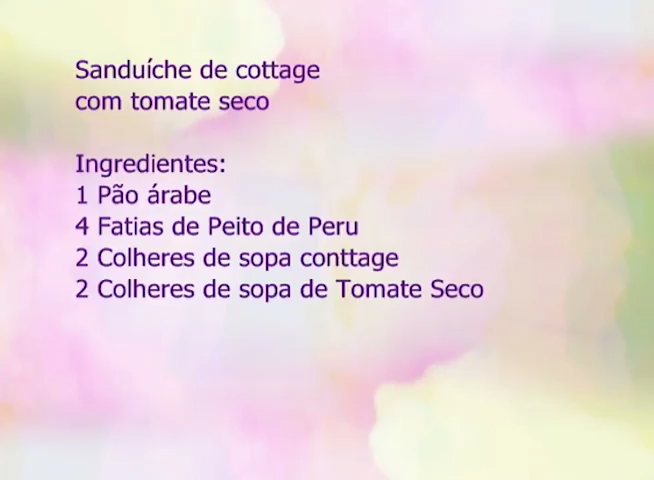 Sanduíche de cottage
com tomate seco
Ingredientes:
1 Pão árabe
4 Fatias de Peito de Peru
2 Colheres de sopa conttage
2 Colheres de sopa de Tomate Seco